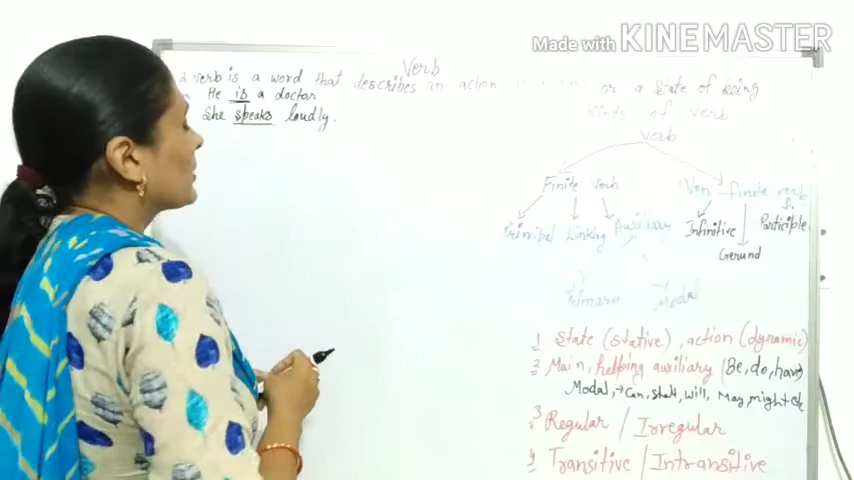 Made with KINEMASTER
Verb
verb is a word that describes an action or a state of being
He is a doctor
She speaks loudly.
Kinds of verb
Verb
Finite verb Non-finite verb
Principal Linking Auxiliary Infinitive Gerund Participle
Modal
1 State (stative), action (dynamic)
2 Main, helping auxiliary (Be, do, have)
Modal, → Can, shall, will, May, might etc
3 Regular / Irregular
4 Transitive / Intransitive